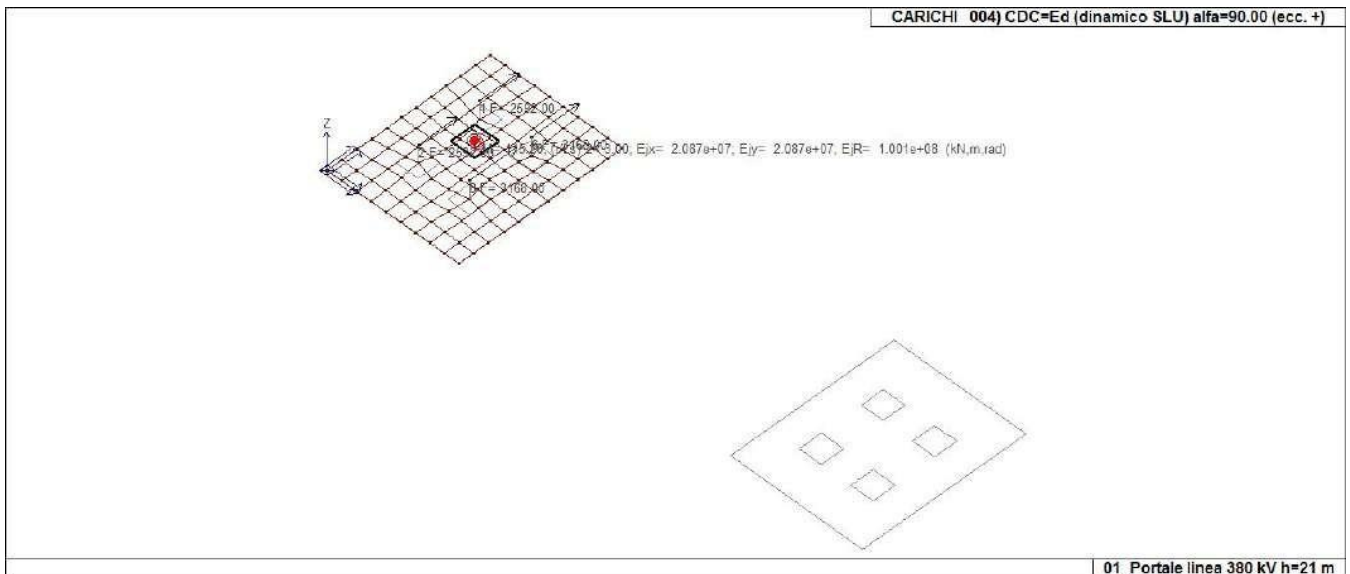 CARICHI 004) CDC=Ed (dinamico SLU) alfa=90.00 (ecc. +)
Z
Ejx= 2.087e+07; Ejy= 2.087e+07; EjR= 1.001e+08 (kN,m,rad)
01 Portale linea 380 kV h=21 m